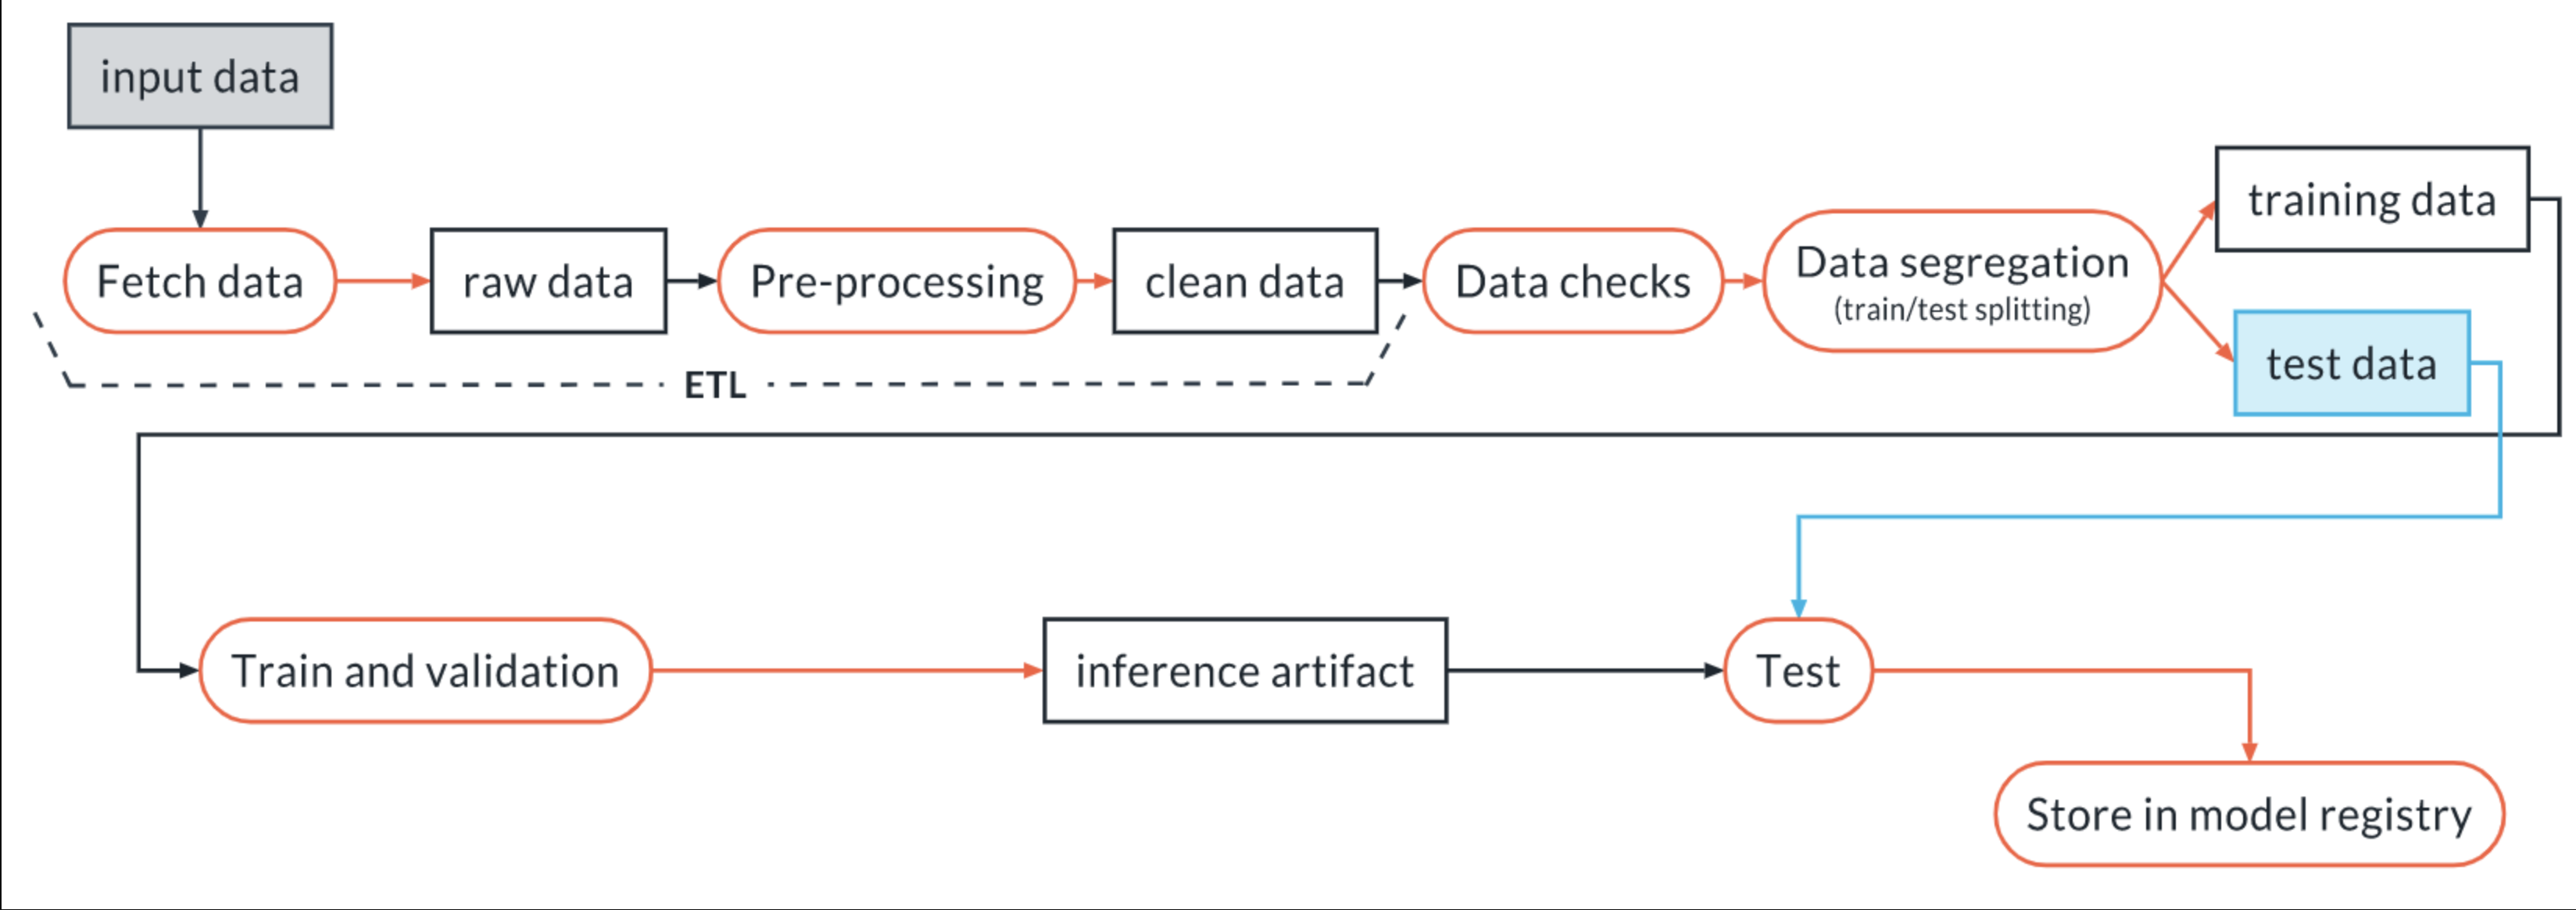 input data
Fetch data
raw data
Pre-processing
clean data
Data checks
Data segregation
(train/test splitting)
training data
test data
ETL
Train and validation
inference artifact
Test
Store in model registry